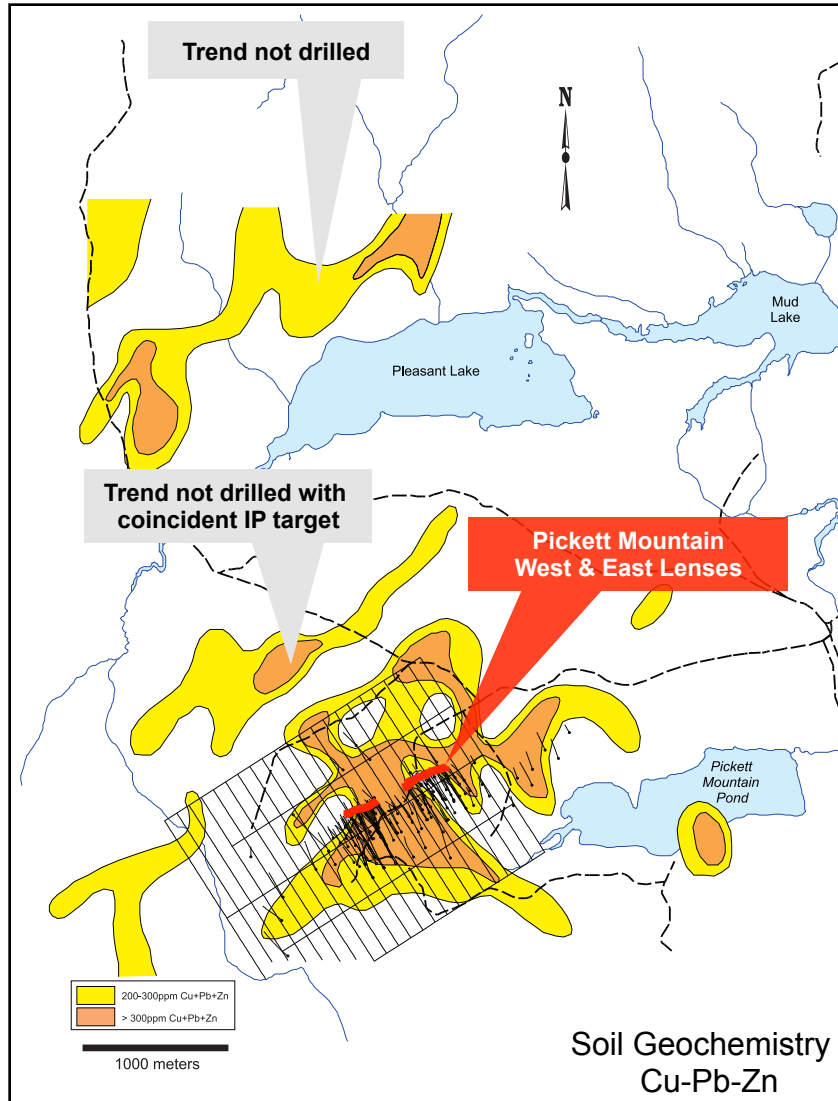 Trend not drilled
N
Mud
Lake
Pleasant Lake
Trend not drilled with
coincident IP target
Pickett Mountain
West & East Lenses
Pickett
Mountain
Pond
200-300ppm Cu+Pb+Zn
> 300ppm Cu+Pb+Zn
1000 meters
Soil Geochemistry
Cu-Pb-Zn